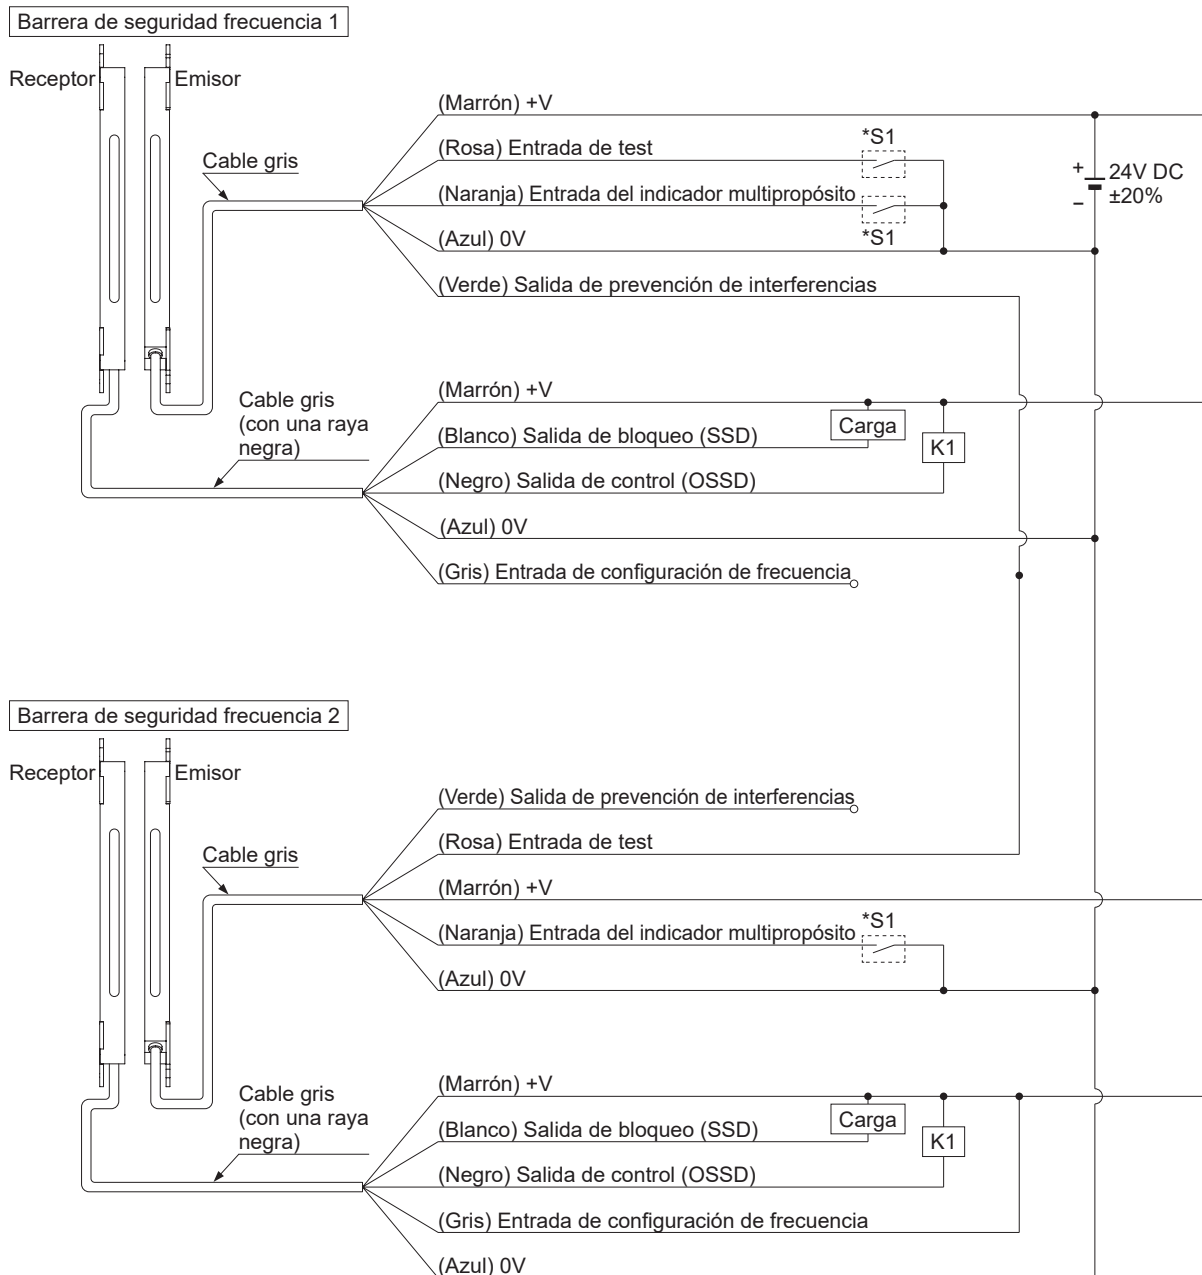 Barrera de seguridad frecuencia 1
Receptor
Emisor
Cable gris
(Marrón) +V
(Rosa) Entrada de test
*S1
(Naranja) Entrada del indicador multipropósito
*S1
(Azul) 0V
(Verde) Salida de prevención de interferencias
+
−
24V DC
±20%
Cable gris
(con una raya
negra)
(Marrón) +V
(Blanco) Salida de bloqueo (SSD)
Carga
K1
(Negro) Salida de control (OSSD)
(Azul) 0V
(Gris) Entrada de configuración de frecuencia
Barrera de seguridad frecuencia 2
Receptor
Emisor
Cable gris
(Verde) Salida de prevención de interferencias
(Rosa) Entrada de test
(Marrón) +V
(Naranja) Entrada del indicador multipropósito
*S1
(Azul) 0V
Cable gris
(con una raya
negra)
(Marrón) +V
(Blanco) Salida de bloqueo (SSD)
Carga
K1
(Negro) Salida de control (OSSD)
(Gris) Entrada de configuración de frecuencia
(Azul) 0V